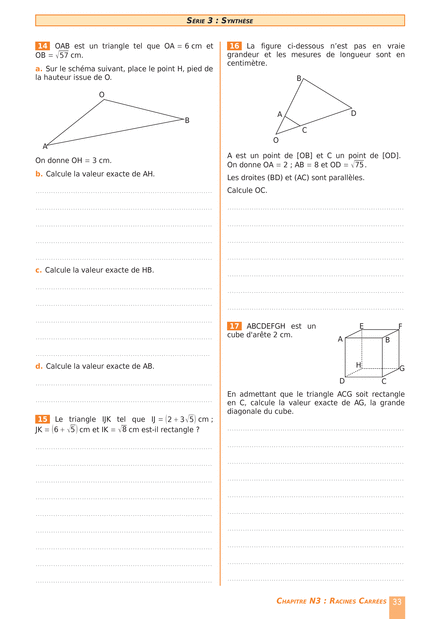 SÉRIE 3 : SYNTHÈSE
14 OAB est un triangle tel que OA = 6 cm et
OB = √57 cm.
a. Sur le schéma suivant, place le point H, pied de
la hauteur issue de O.
O
B
A
On donne OH = 3 cm.
b. Calcule la valeur exacte de AH.
c. Calcule la valeur exacte de HB.
d. Calcule la valeur exacte de AB.
15 Le triangle IJK tel que IJ = (2 + 3√5) cm ;
JK = (6 + √5) cm et IK = √8 cm est-il rectangle ?
16 La figure ci-dessous n'est pas en vraie
grandeur et les mesures de longueur sont en
centimètre.
B
A
D
C
O
A est un point de [OB] et C un point de [OD].
On donne OA = 2 ; AB = 8 et OD = √75.
Les droites (BD) et (AC) sont parallèles.
Calcule OC.
17 ABCDEFGH est un
cube d'arête 2 cm.
E
F
A
B
H
G
D
C
En admettant que le triangle ACG soit rectangle
en C, calcule la valeur exacte de AG, la grande
diagonale du cube.
CHAPITRE N3 : RACINES CARRÉES 33